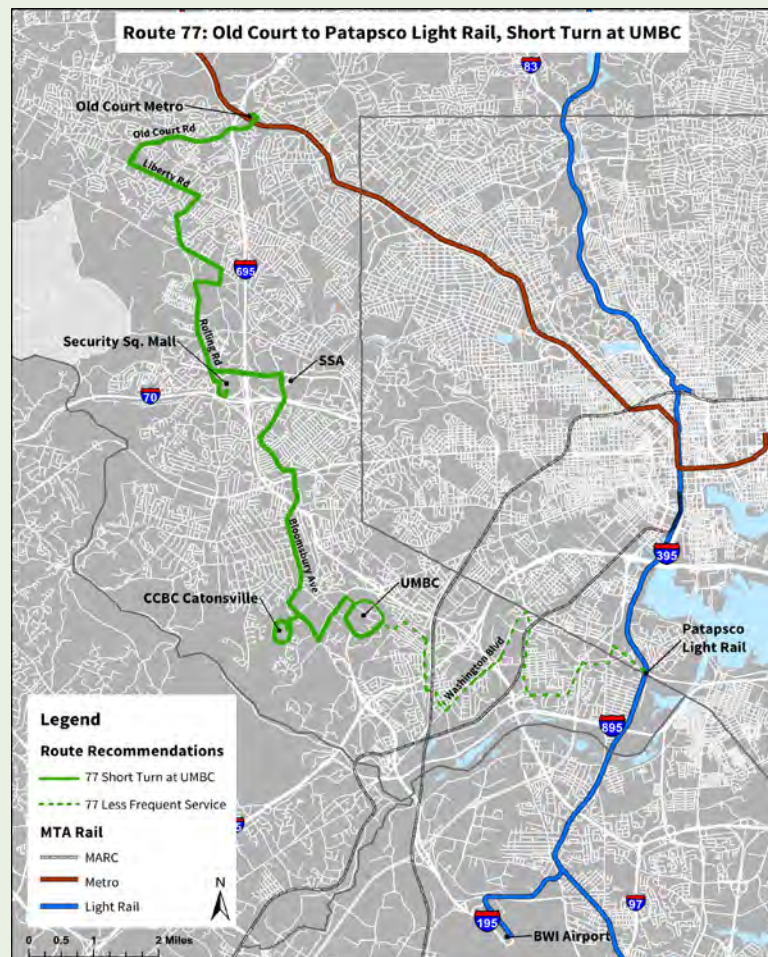 Route 77: Old Court to Patapsco Light Rail, Short Turn at UMBC
83
Old Court Metro
Old Court Rd
Liberty Rd
695
Rolling Rd
Security Sq. Mall
SSA
70
Bloomsbury Ave
395
CCBC Catonsville
UMBC
Washington Blvd
Patapsco
Light Rail
895
Legend
Route Recommendations
77 Short Turn at UMBC
77 Less Frequent Service
MTA Rail
MARC
Metro
Light Rail
N
97
195
BWI Airport
0 0.5 1 2 Miles